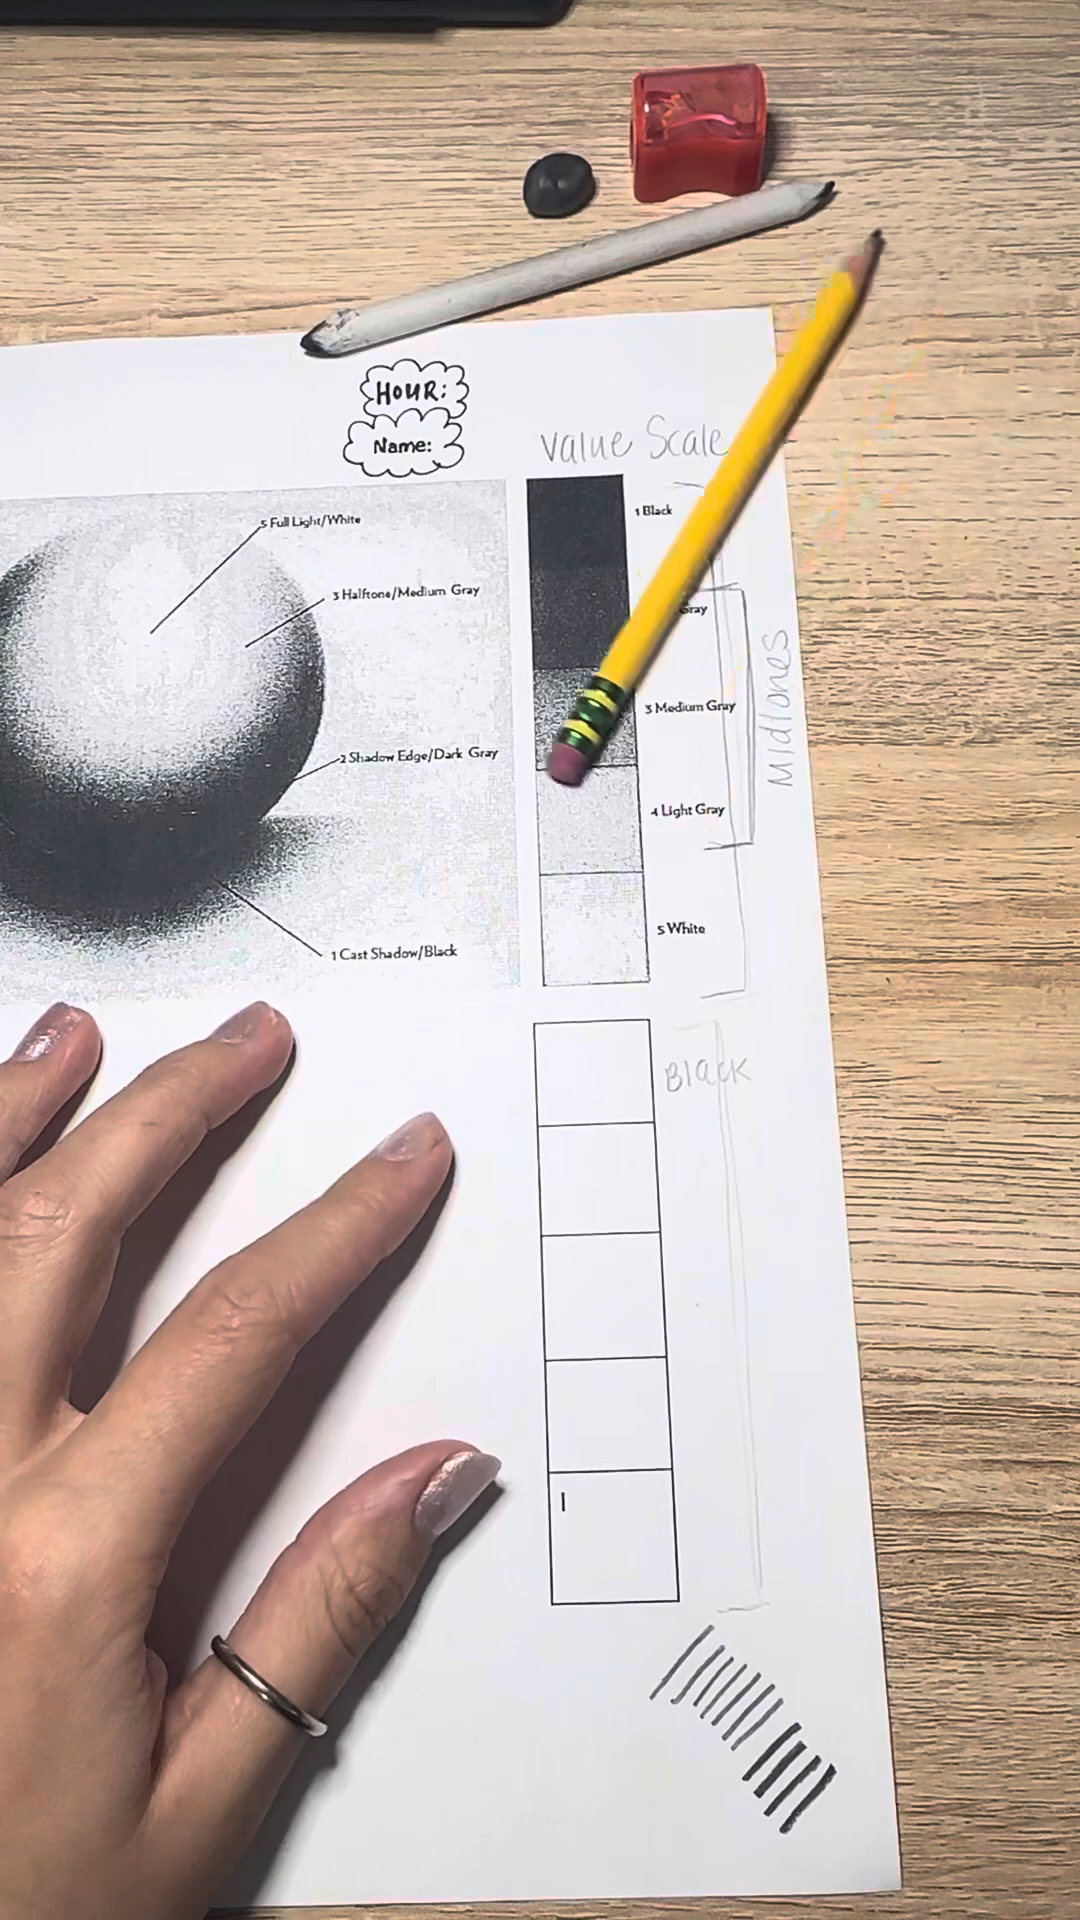 HOUR:
Name:
Value Scale
5 Full Light/White
3 Halftone/Medium Gray
2 Shadow Edge/Dark Gray
1 Cast Shadow/Black
1 Black
Gray
3 Medium Gray
4 Light Gray
5 White
Midtones
Black